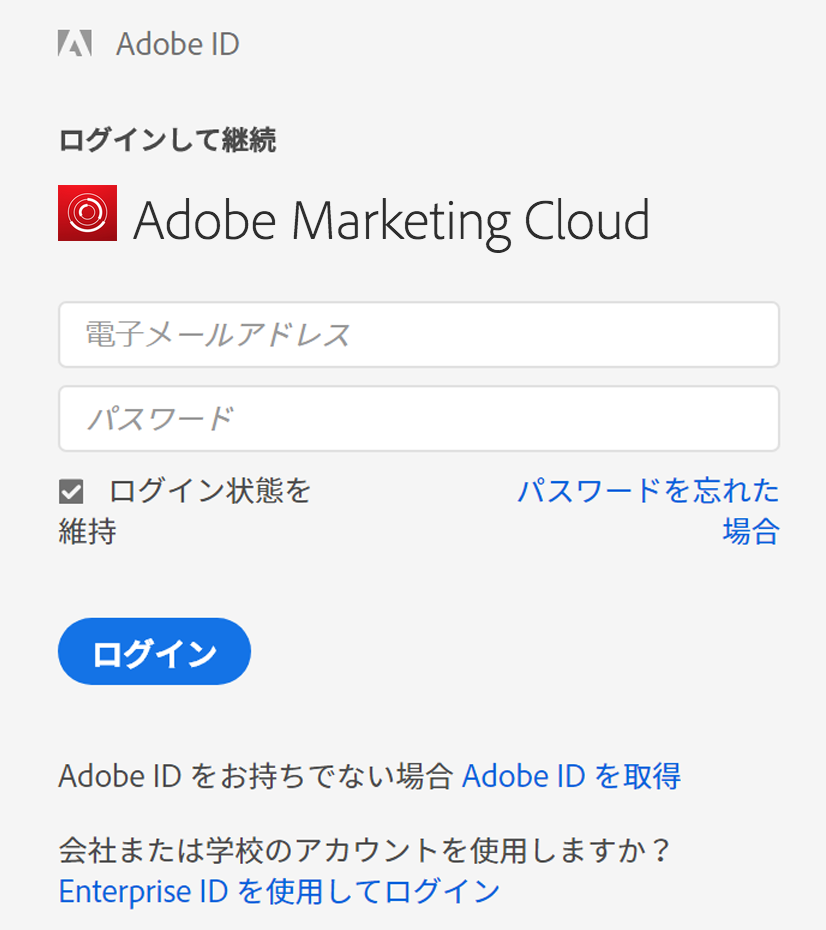 Adobe ID
ログインして継続
Adobe Marketing Cloud
電子メールアドレス
パスワード
ログイン状態を
維持
パスワードを忘れた
場合
ログイン
Adobe ID をお持ちでない場合 Adobe ID を取得
会社または学校のアカウントを使用しますか？
Enterprise ID を使用してログイン